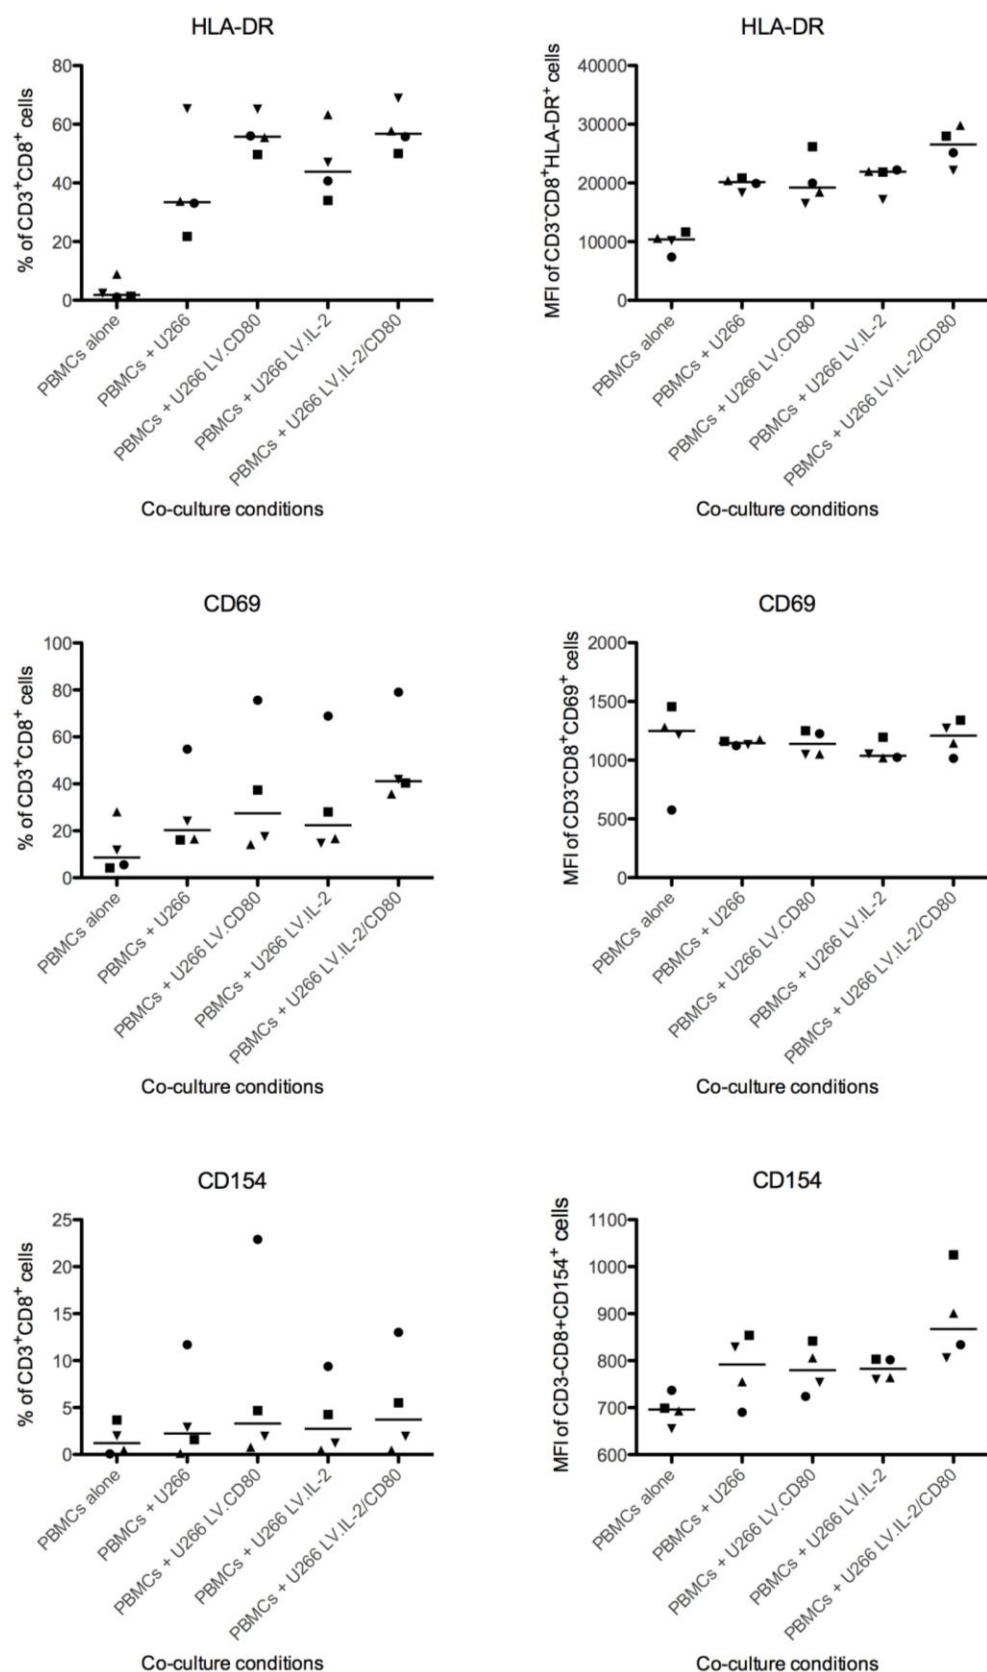 HLA-DR
% of CD3⁺CD8⁺ cells
80
60
40
20
0
PBMCs alone
PBMCs + U266
PBMCs + U266 LV.CD80
PBMCs + U266 LV.IL-2
PBMCs + U266 LV.IL-2/CD80
Co-culture conditions
HLA-DR
MFI of CD3⁻CD8⁺HLA-DR⁺ cells
40000
30000
20000
10000
0
PBMCs alone
PBMCs + U266
PBMCs + U266 LV.CD80
PBMCs + U266 LV.IL-2
PBMCs + U266 LV.IL-2/CD80
Co-culture conditions
CD69
% of CD3⁺CD8⁺ cells
100
80
60
40
20
0
PBMCs alone
PBMCs + U266
PBMCs + U266 LV.CD80
PBMCs + U266 LV.IL-2
PBMCs + U266 LV.IL-2/CD80
Co-culture conditions
CD69
MFI of CD3⁻CD8⁺CD69⁺ cells
2000
1500
1000
500
0
PBMCs alone
PBMCs + U266
PBMCs + U266 LV.CD80
PBMCs + U266 LV.IL-2
PBMCs + U266 LV.IL-2/CD80
Co-culture conditions
CD154
% of CD3⁺CD8⁺ cells
25
20
15
10
5
0
PBMCs alone
PBMCs + U266
PBMCs + U266 LV.CD80
PBMCs + U266 LV.IL-2
PBMCs + U266 LV.IL-2/CD80
Co-culture conditions
CD154
MFI of CD3-CD8+CD154⁺ cells
1100
1000
900
800
700
600
PBMCs alone
PBMCs + U266
PBMCs + U266 LV.CD80
PBMCs + U266 LV.IL-2
PBMCs + U266 LV.IL-2/CD80
Co-culture conditions